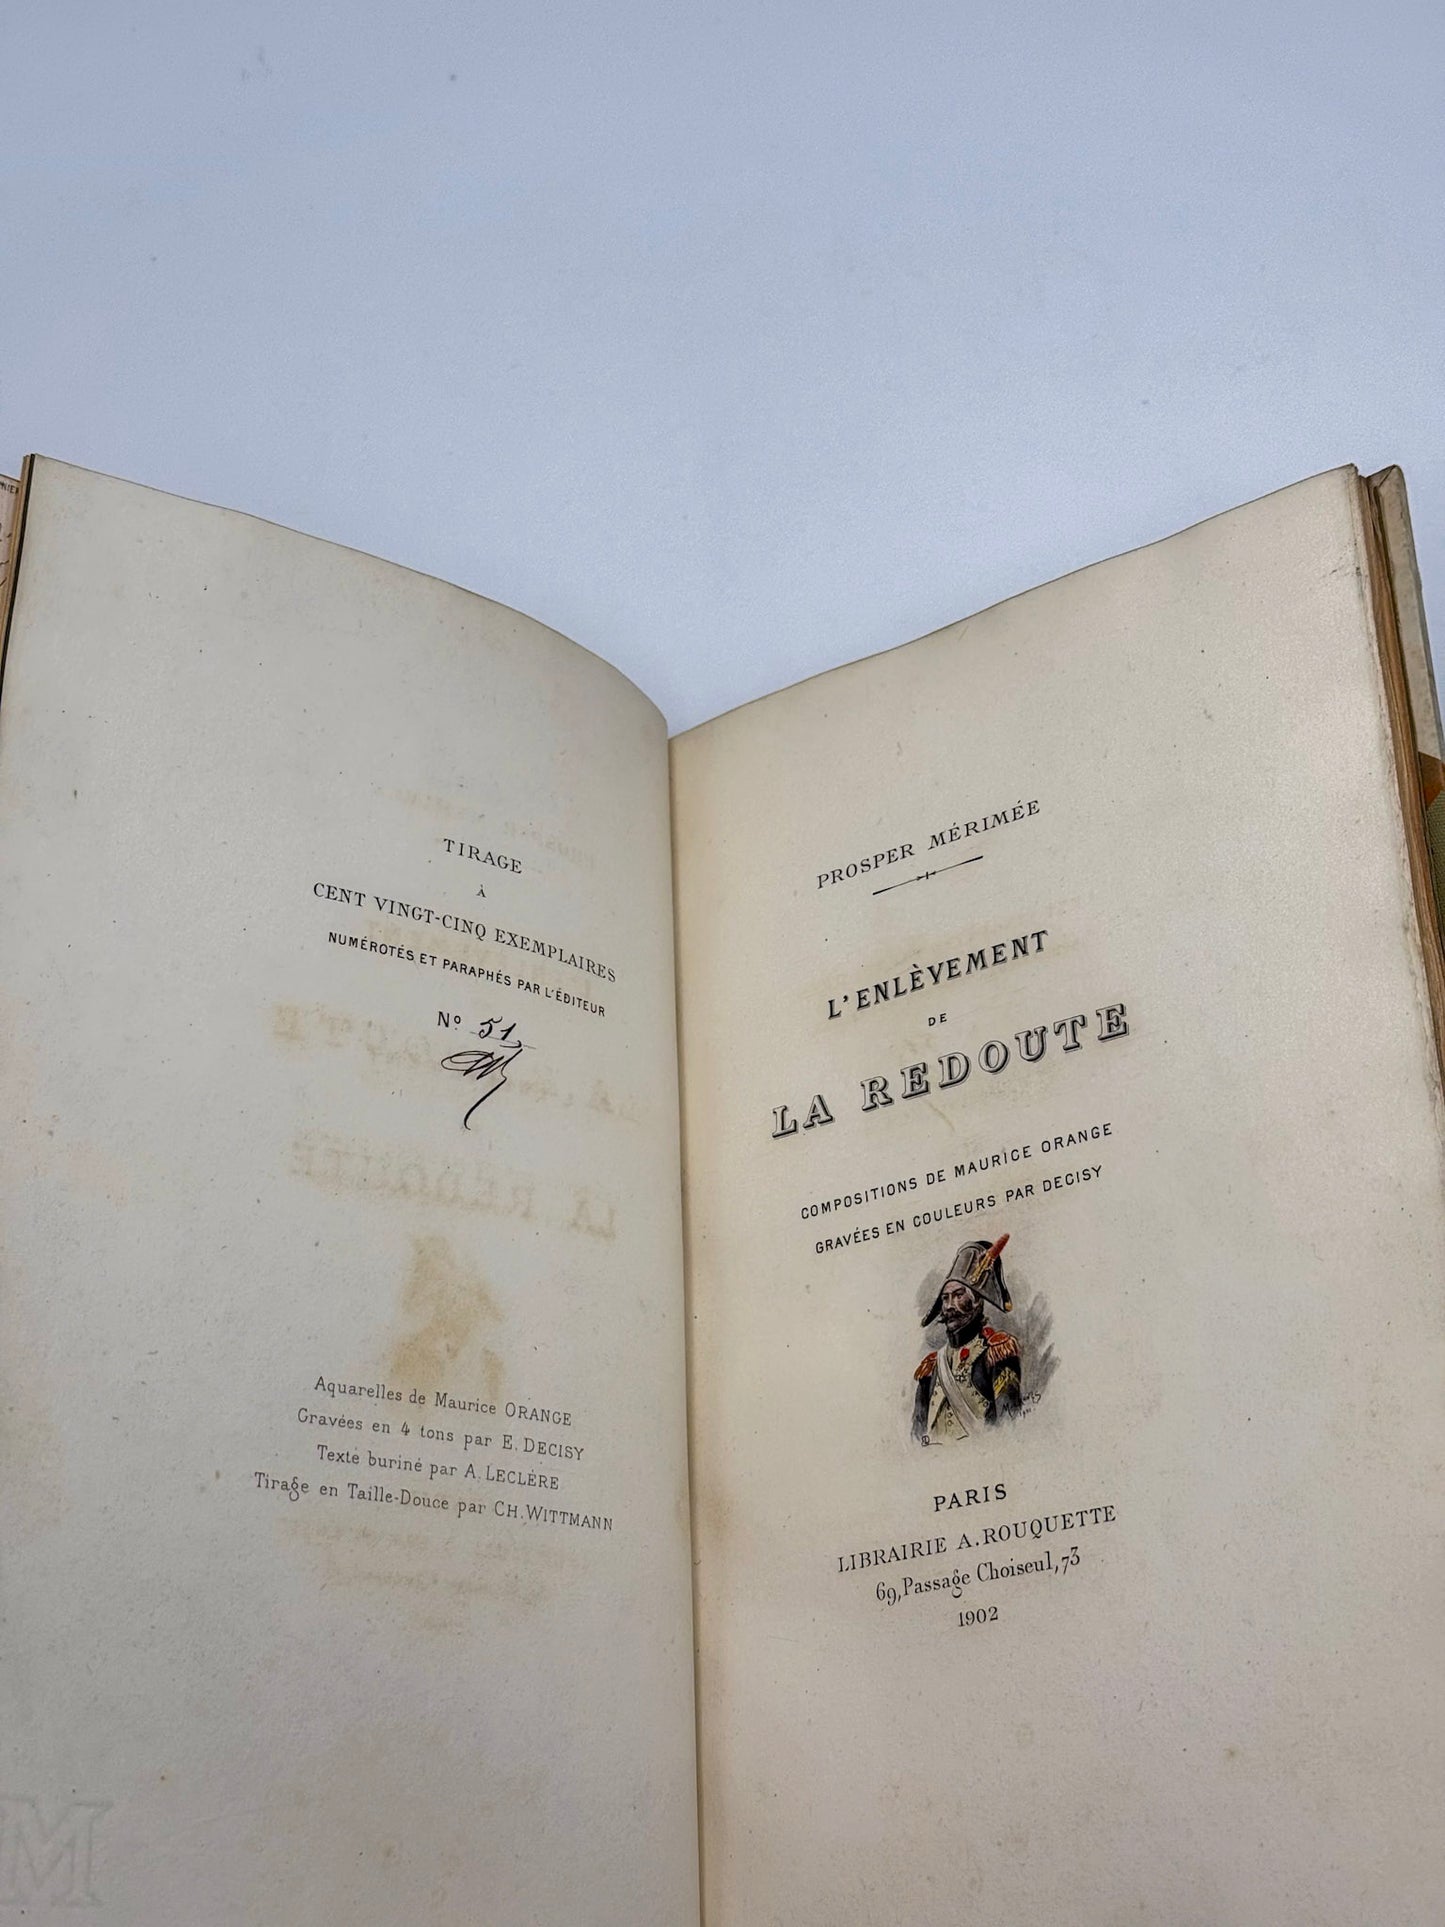 TIRAGE
À
CENT VINGT-CINQ EXEMPLAIRES
NUMÉROTÉS ET PARAPHÉS PAR L'ÉDITEUR
Nº 51
Aquarelles de Maurice ORANGE
Gravées en 4 tons par E. DECISY
Texte buriné par A. LECLÈRE
Tirage en Taille-Douce par CH. WITTMANN
M
PROSPER MÉRIMÉE
L'ENLÈVEMENT
DE
LA REDOUTE
COMPOSITIONS DE MAURICE ORANGE
GRAVÉES EN COULEURS PAR DECISY
PARIS
LIBRAIRIE A. ROUQUETTE
69, Passage Choiseul, 73
1902